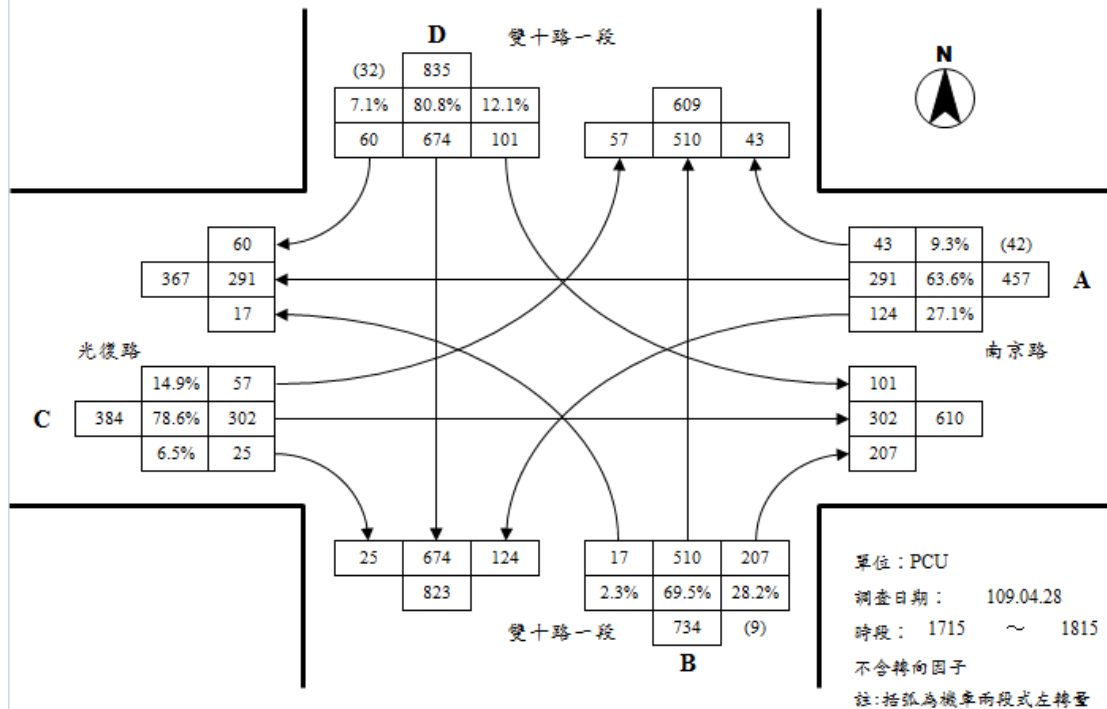 D
雙十路一段
N
(32) 835
7.1% 80.8% 12.1%
60 674 101
609
57 510 43
60
367 291
17
43 9.3% (42)
291 63.6% 457
124 27.1%
A
光復路
南京路
C
14.9% 57
384 78.6% 302
6.5% 25
101
302 610
207
25 674 124
823
17 510 207
2.3% 69.5% 28.2%
734 (9)
雙十路一段
B
單位：PCU
調查日期： 109.04.28
時段： 1715 ～ 1815
不含轉向因子
註:括弧為機車兩段式左轉量